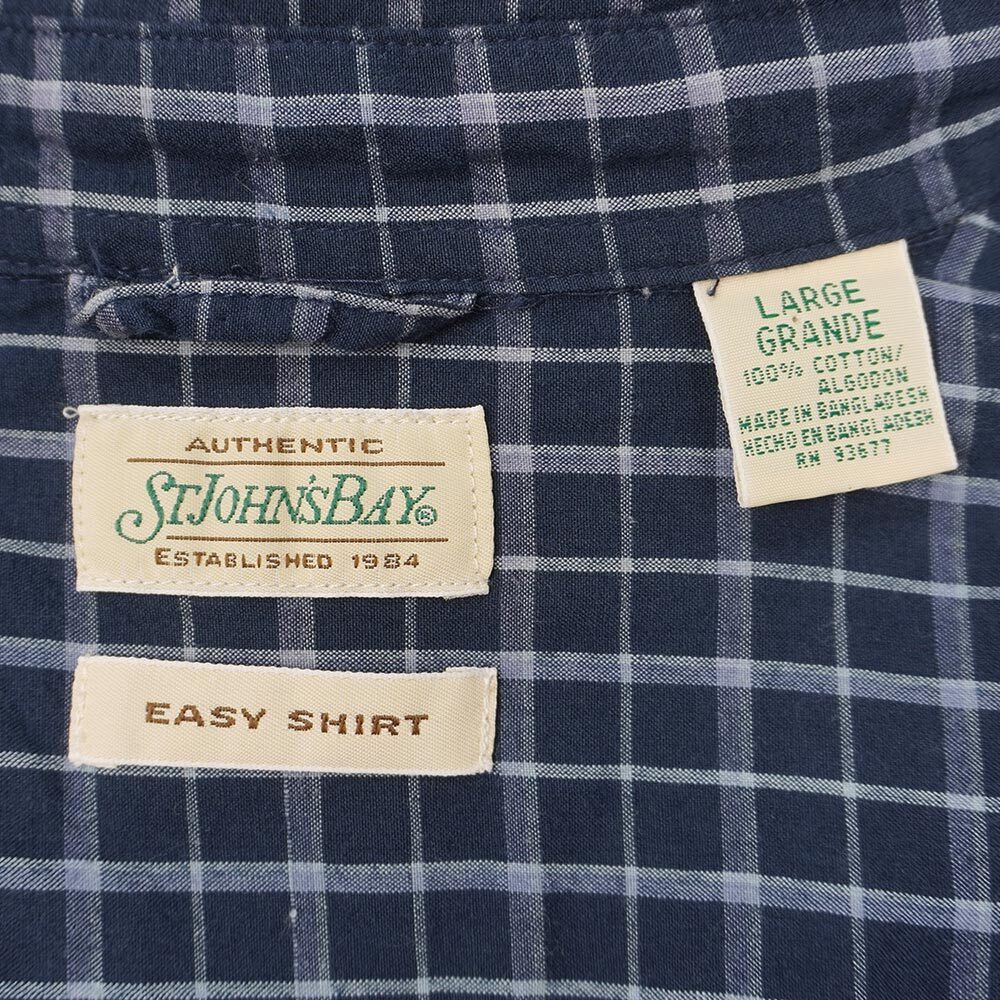 LARGE
GRANDE
100% COTTON/
ALGODON
MADE IN BANGLADESH
HECHO EN BANGLADESH
RN 93677
AUTHENTIC
ST JOHN'S BAY®
ESTABLISHED 1984
EASY SHIRT